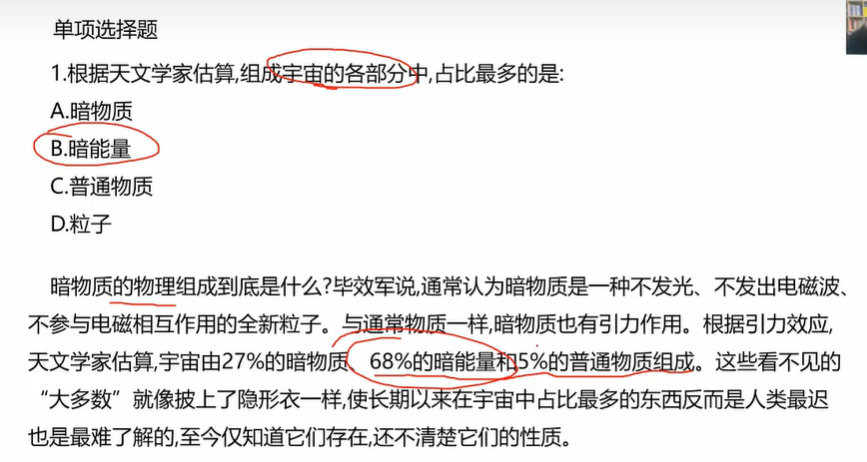 单项选择题
1.根据天文学家估算,组成宇宙的各部分中,占比最多的是:
A.暗物质
B.暗能量
C.普通物质
D.粒子
暗物质的物理组成到底是什么?毕效军说,通常认为暗物质是一种不发光、不发出电磁波、
不参与电磁相互作用的全新粒子。与通常物质一样,暗物质也有引力作用。根据引力效应,
天文学家估算,宇宙由27%的暗物质、68%的暗能量和5%的普通物质组成。这些看不见的
“大多数”就像披上了隐形衣一样,使长期以来在宇宙中占比最多的东西反而是人类最迟
也是最难了解的,至今仅知道它们存在,还不清楚它们的性质。